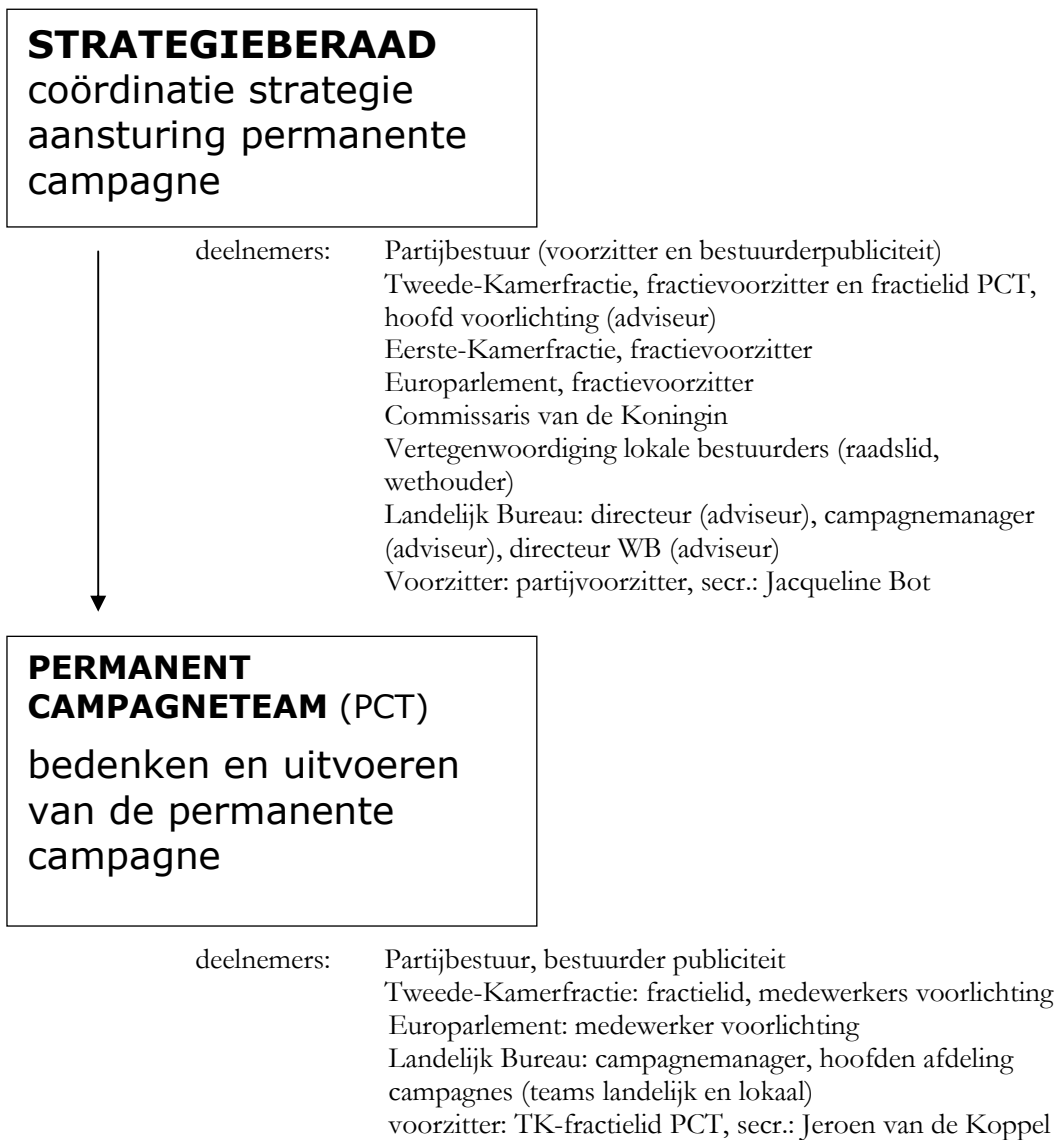 STRATEGIEBERAAD
coördinatie strategie
aansturing permanente
campagne
deelnemers: Partijbestuur (voorzitter en bestuurderpubliciteit)
Tweede-Kamerfractie, fractievoorzitter en fractielid PCT,
hoofd voorlichting (adviseur)
Eerste-Kamerfractie, fractievoorzitter
Europarlement, fractievoorzitter
Commissaris van de Koningin
Vertegenwoordiging lokale bestuurders (raadslid,
wethouder)
Landelijk Bureau: directeur (adviseur), campagnemanager
(adviseur), directeur WB (adviseur)
Voorzitter: partijvoorzitter, secr.: Jacqueline Bot
PERMANENT
CAMPAGNETEAM (PCT)
bedenken en uitvoeren
van de permanente
campagne
deelnemers: Partijbestuur, bestuurder publiciteit
Tweede-Kamerfractie: fractielid, medewerkers voorlichting
Europarlement: medewerker voorlichting
Landelijk Bureau: campagnemanager, hoofden afdeling
campagnes (teams landelijk en lokaal)
voorzitter: TK-fractielid PCT, secr.: Jeroen van de Koppel